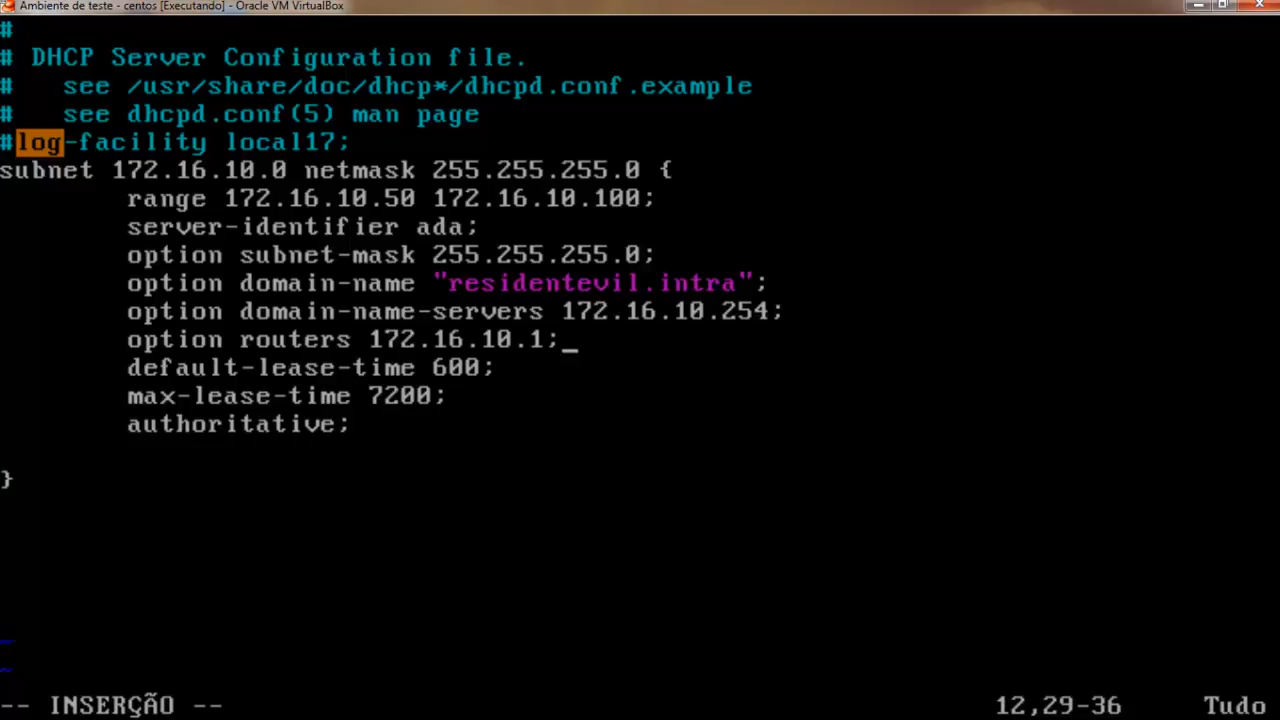 Ambiente de teste - centos [Executando] - Oracle VM VirtualBox
#
# DHCP Server Configuration file.
#   see /usr/share/doc/dhcp*/dhcpd.conf.example
#   see dhcpd.conf(5) man page
#log-facility local17;
subnet 172.16.10.0 netmask 255.255.255.0 {
        range 172.16.10.50 172.16.10.100;
        server-identifier ada;
        option subnet-mask 255.255.255.0;
        option domain-name "residentevil.intra";
        option domain-name-servers 172.16.10.254;
        option routers 172.16.10.1;_
        default-lease-time 600;
        max-lease-time 7200;
        authoritative;
}
~
~
-- INSERÇÃO -- 12,29-36 Tudo